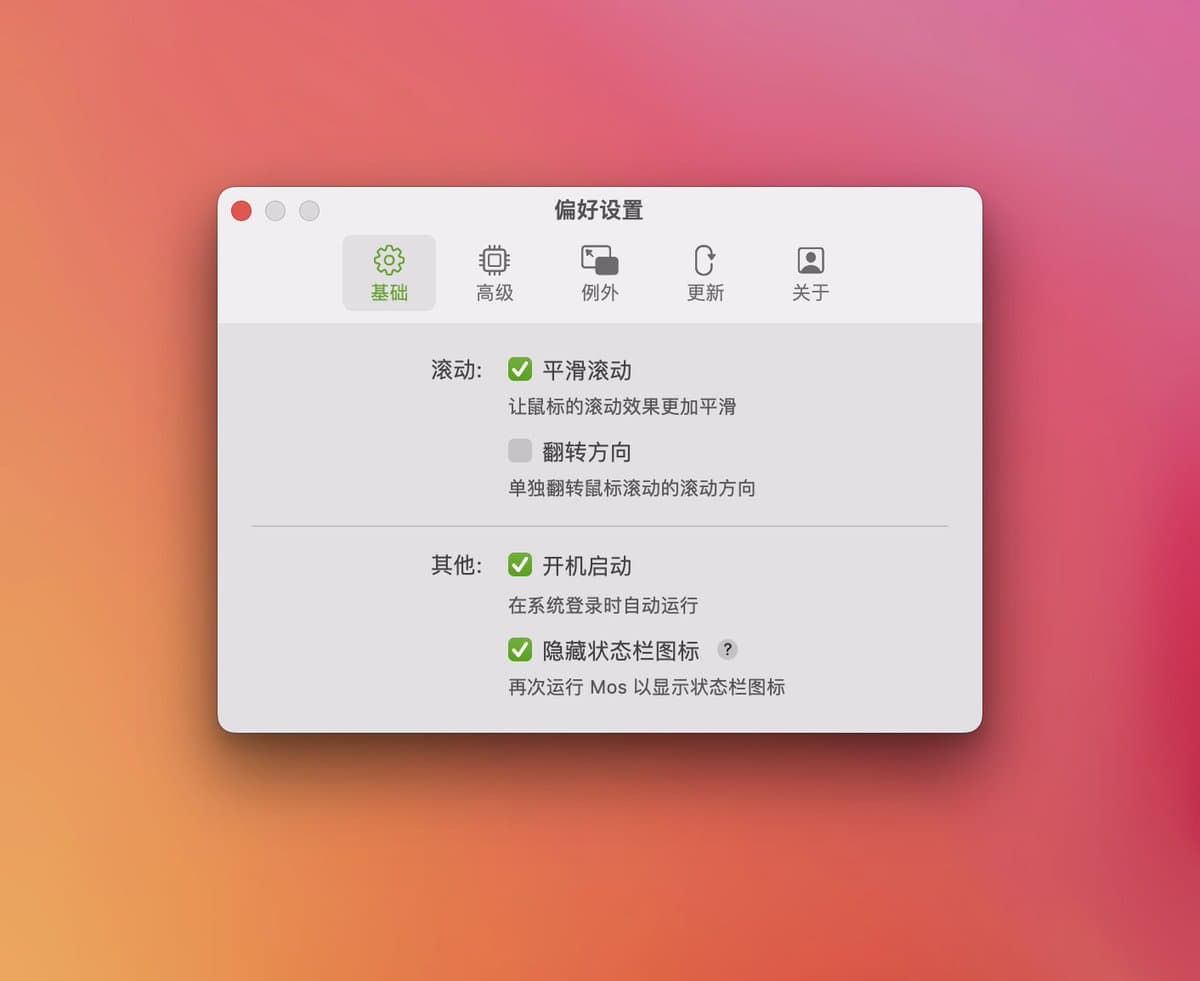 偏好设置
基础 高级 例外 更新 关于
滚动: 平滑滚动
让鼠标的滚动效果更加平滑
翻转方向
单独翻转鼠标滚动的滚动方向
其他: 开机启动
在系统登录时自动运行
隐藏状态栏图标 ?
再次运行 Mos 以显示状态栏图标